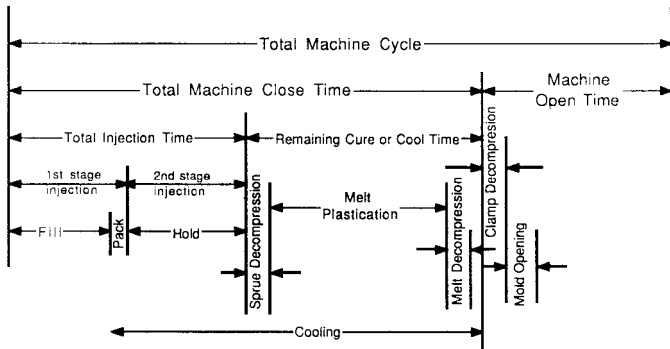 Total Machine Cycle
Total Machine Close Time
Machine
Open Time
Total Injection Time
Remaining Cure or Cool Time
1st stage
injection
2nd stage
injection
Fill
Pack
Hold
Sprue Decompression
Melt
Plastication
Melt Decompression
Clamp Decompression
Mold Opening
Cooling